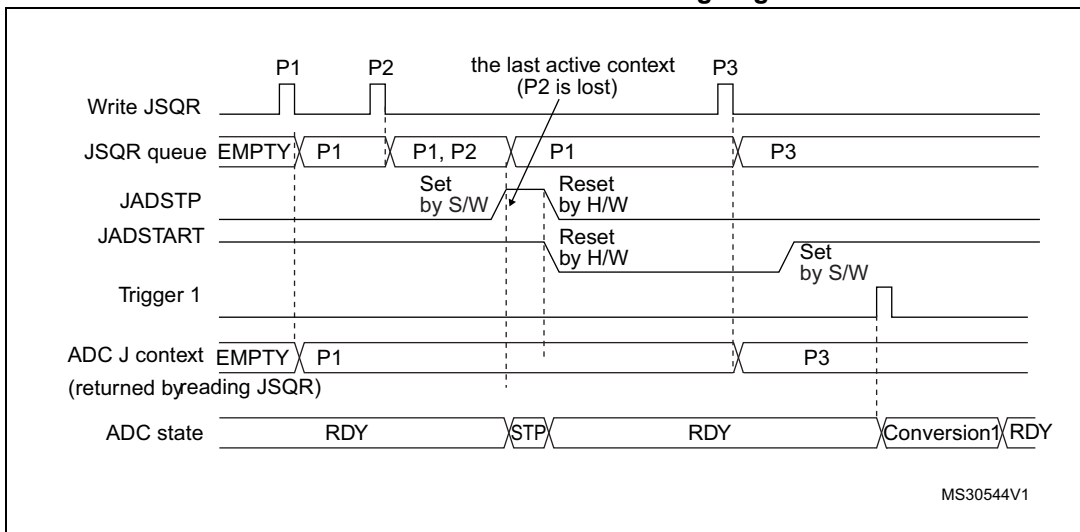 P1 P2 the last active context P3
(P2 is lost)
Write JSQR
JSQR queue EMPTY P1 P1, P2 P1 P3
Set Reset
JADSTP by S/W by H/W
JADSTART Reset
by H/W Set
by S/W
Trigger 1
ADC J context EMPTY P1 P3
(returned byreading JSQR)
ADC state RDY STP RDY Conversion1 RDY
MS30544V1